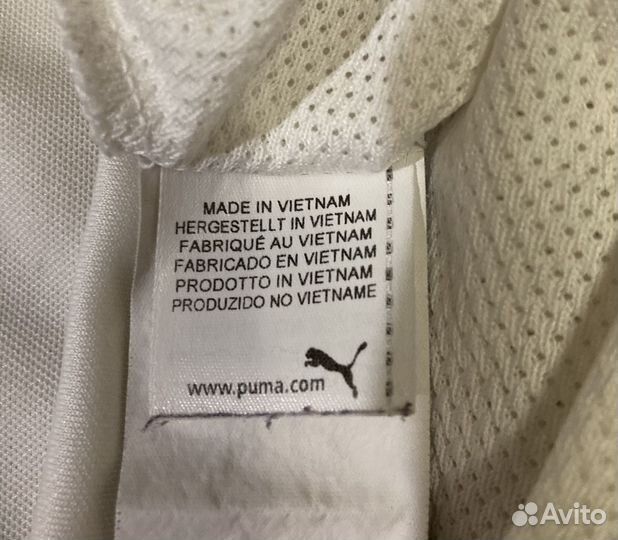 MADE IN VIETNAM
HERGESTELLT IN VIETNAM
FABRIQUÉ AU VIETNAM
FABRICADO EN VIETNAM
PRODOTTO IN VIETNAM
PRODUZIDO NO VIETNAME
www.puma.com
Avito